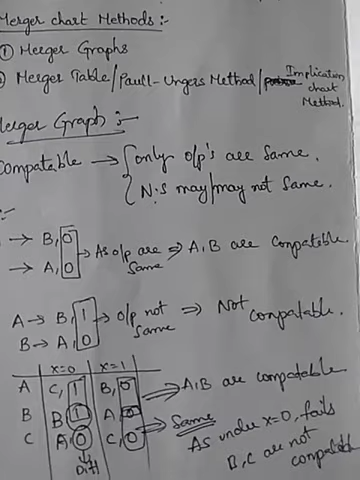 Merger chart Methods:-
① Merger Graphs
Merger Table/Paull-Ungers Method/Implication chart Method.
Merger Graph:-
Compatable → { only o/p's are same.
N.S may/may not same.
→ B, 0
→ A, 0 → As o/p are same ⇒ A,B are compatible.
A → B, 1
B → A, 0 → o/p not same ⇒ Not compatable.
x=0 x=1
A C, 1 B, 0 ⇒ A,B are compatable.
B B 1 A 0
C A, 0 C, 0 ⇒ Same
As under x=0, fails
↓ Diff
B, C are not compatable